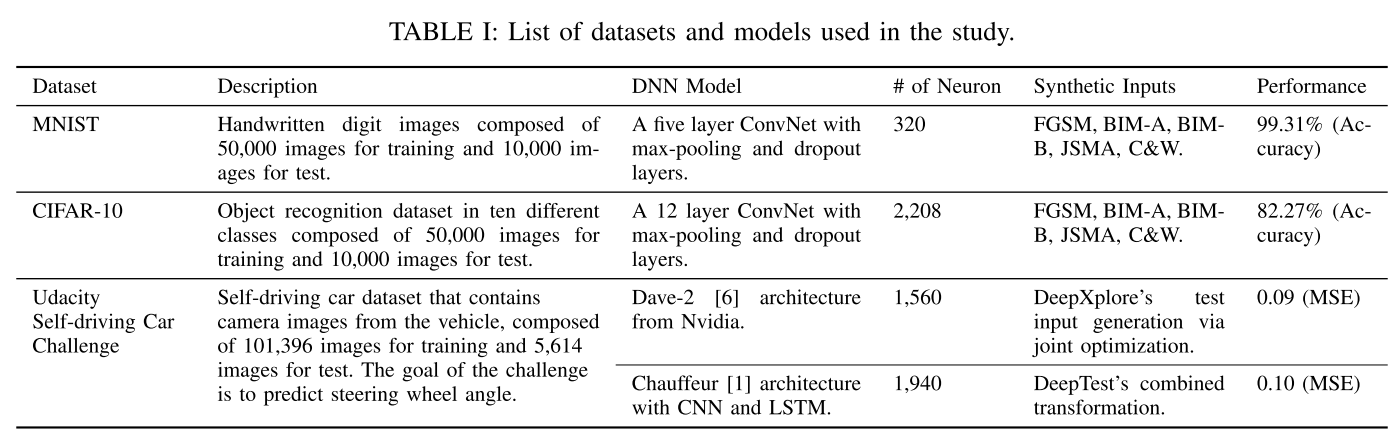 TABLE I: List of datasets and models used in the study.
Dataset Description DNN Model # of Neuron Synthetic Inputs Performance
MNIST Handwritten digit images composed of A five layer ConvNet with 320 FGSM, BIM-A, BIM- 99.31% (Ac-
50,000 images for training and 10,000 im- max-pooling and dropout B, JSMA, C&W. curacy)
ages for test. layers.
CIFAR-10 Object recognition dataset in ten different A 12 layer ConvNet with 2,208 FGSM, BIM-A, BIM- 82.27% (Ac-
classes composed of 50,000 images for max-pooling and dropout B, JSMA, C&W. curacy)
training and 10,000 images for test. layers.
Udacity Self-driving car dataset that contains Dave-2 [6] architecture 1,560 DeepXplore's test 0.09 (MSE)
Self-driving Car camera images from the vehicle, composed from Nvidia. input generation via
Challenge of 101,396 images for training and 5,614 joint optimization.
images for test. The goal of the challenge
is to predict steering wheel angle. Chauffeur [1] architecture 1,940 DeepTest's combined 0.10 (MSE)
with CNN and LSTM. transformation.